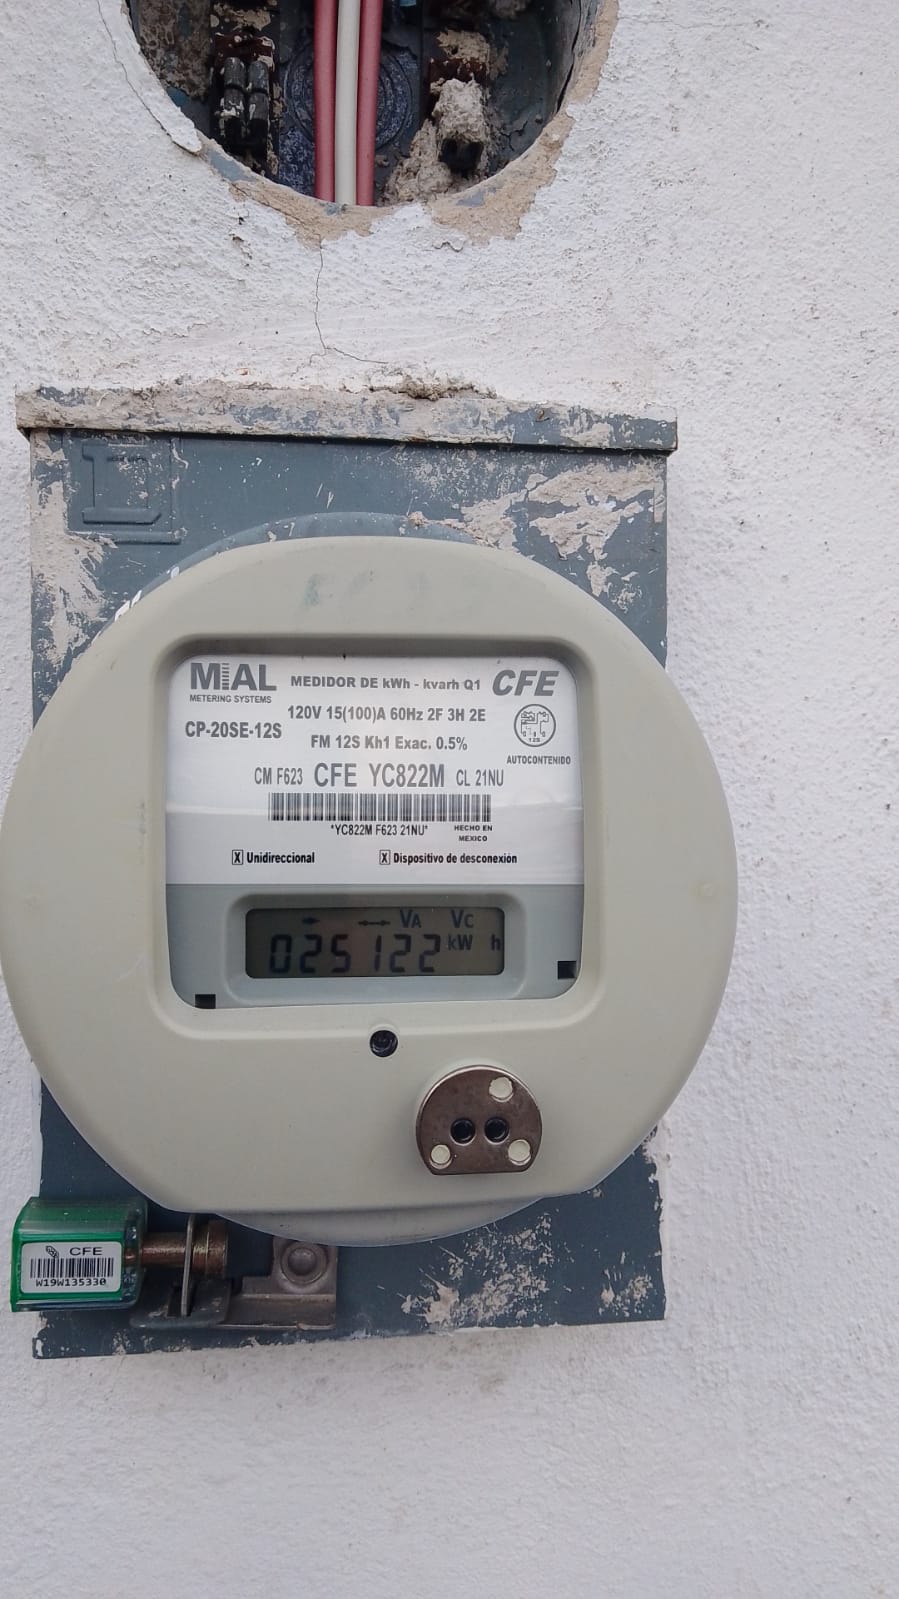 MIAL
METERING SYSTEMS
MEDIDOR DE kWh - kvarh Q1
CFE
CP-20SE-12S
120V 15(100)A 60Hz 2F 3H 2E
FM 12S Kh1 Exac. 0.5%
12S
AUTOCONTENIDO
CM F623 CFE YC822M CL 21NU
*YC822M F623 21NU*
HECHO EN
MEXICO
X Unidireccional
X Dispositivo de desconexión
VA VC
025122 kW h
CFE
W19W135330